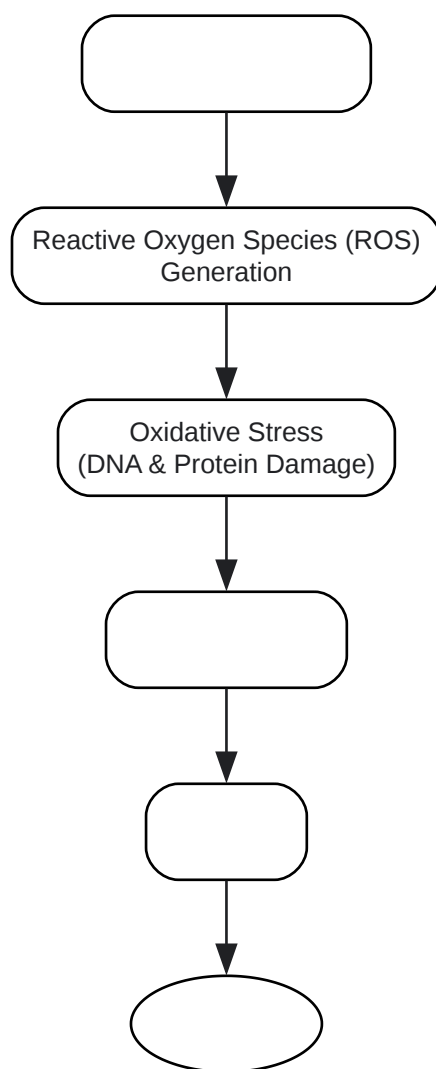 Reactive Oxygen Species (ROS)
Generation
Oxidative Stress
(DNA & Protein Damage)